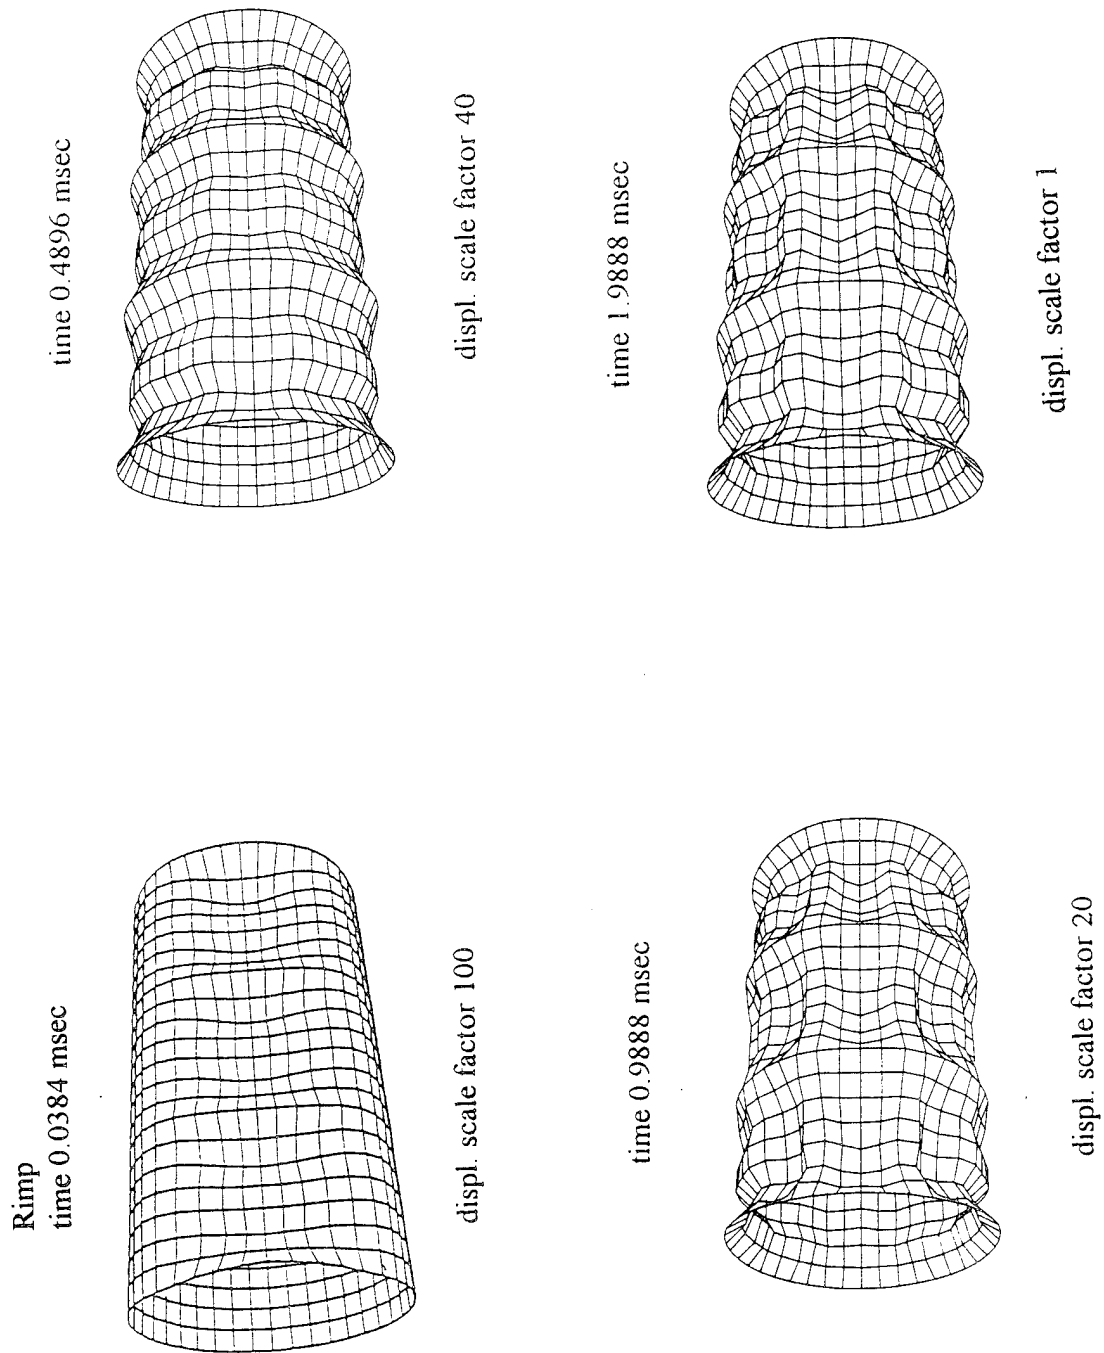 Rimp
time 0.0384 msec
time 0.4896 msec
displ. scale factor 100
displ. scale factor 40
time 0.9888 msec
time 1.9888 msec
displ. scale factor 20
displ. scale factor 1